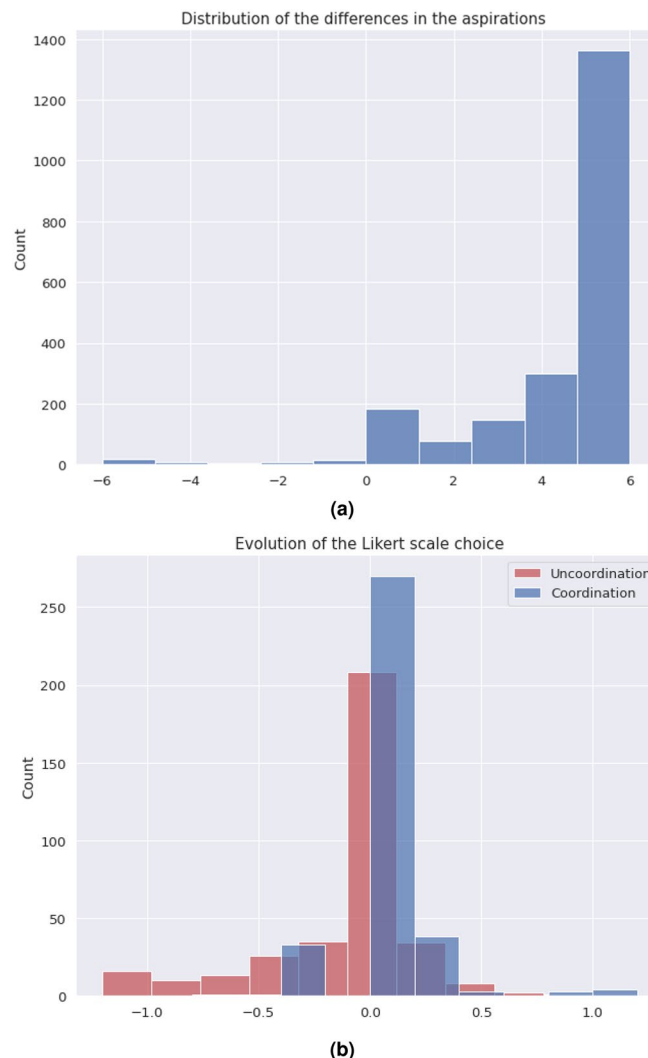 Distribution of the differences in the aspirations
1400
1200
1000
800
600
400
200
0
Count
−6 −4 −2 0 2 4 6
(a)
Evolution of the Likert scale choice
Uncoordination
Coordination
250
200
150
100
50
0
Count
−1.0 −0.5 0.0 0.5 1.0
(b)